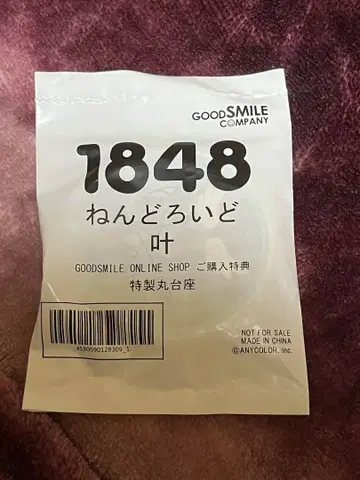 GOODSMILE
COMPANY
1848
ねんどろいど
叶
GOODSMILE ONLINE SHOP ご購入特典
特製丸台座
4580590128309_1
NOT FOR SALE
MADE IN CHINA
©ANYCOLOR, Inc.